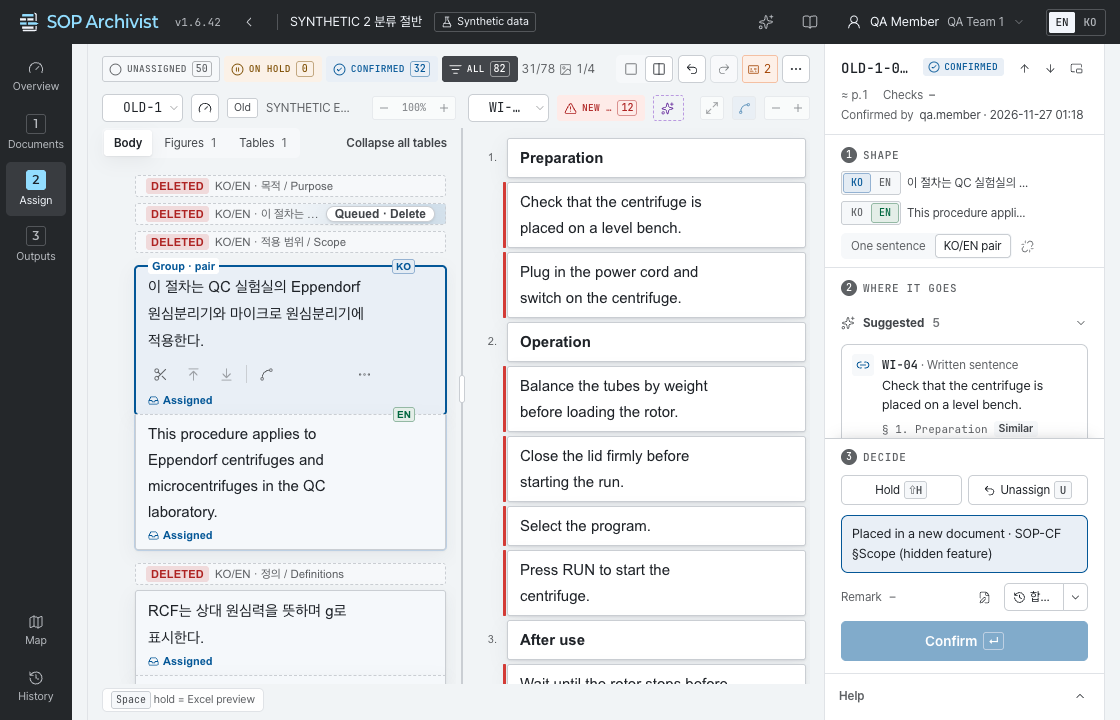 SOP Archivist
v1.6.42
SYNTHETIC 2 분류 절반
Synthetic data
QA Member QA Team 1
EN KO
Overview
1
Documents
2
Assign
3
Outputs
Map
History
UNASSIGNED 50
ON HOLD 0
CONFIRMED 32
ALL 82
31/78
1/4
2
OLD-1
Old
SYNTHETIC E...
100%
WI-...
NEW … 12
Body
Figures 1
Tables 1
Collapse all tables
DELETED KO/EN · 목적 / Purpose
DELETED KO/EN · 이 절차는 ... Queued · Delete
DELETED KO/EN · 적용 범위 / Scope
Group · pair
KO
이 절차는 QC 실험실의 Eppendorf
원심분리기와 마이크로 원심분리기에
적용한다.
Assigned
EN
This procedure applies to
Eppendorf centrifuges and
microcentrifuges in the QC
laboratory.
Assigned
DELETED KO/EN · 정의 / Definitions
RCF는 상대 원심력을 뜻하며 g로
표시한다.
Assigned
Space hold = Excel preview
1. Preparation
Check that the centrifuge is
placed on a level bench.
Plug in the power cord and
switch on the centrifuge.
2. Operation
Balance the tubes by weight
before loading the rotor.
Close the lid firmly before
starting the run.
Select the program.
Press RUN to start the
centrifuge.
3. After use
Wait until the rotor stops before
OLD-1-0…
CONFIRMED
≈ p.1 Checks –
Confirmed by qa.member · 2026-11-27 01:18
1 SHAPE
KO EN 이 절차는 QC 실험실의 ...
KO EN This procedure appli...
One sentence
KO/EN pair
2 WHERE IT GOES
Suggested 5
WI-04 · Written sentence
Check that the centrifuge is
placed on a level bench.
§ 1. Preparation Similar
3 DECIDE
Hold ⇧H
Unassign U
Placed in a new document · SOP-CF
§Scope (hidden feature)
Remark –
합...
Confirm ↵
Help